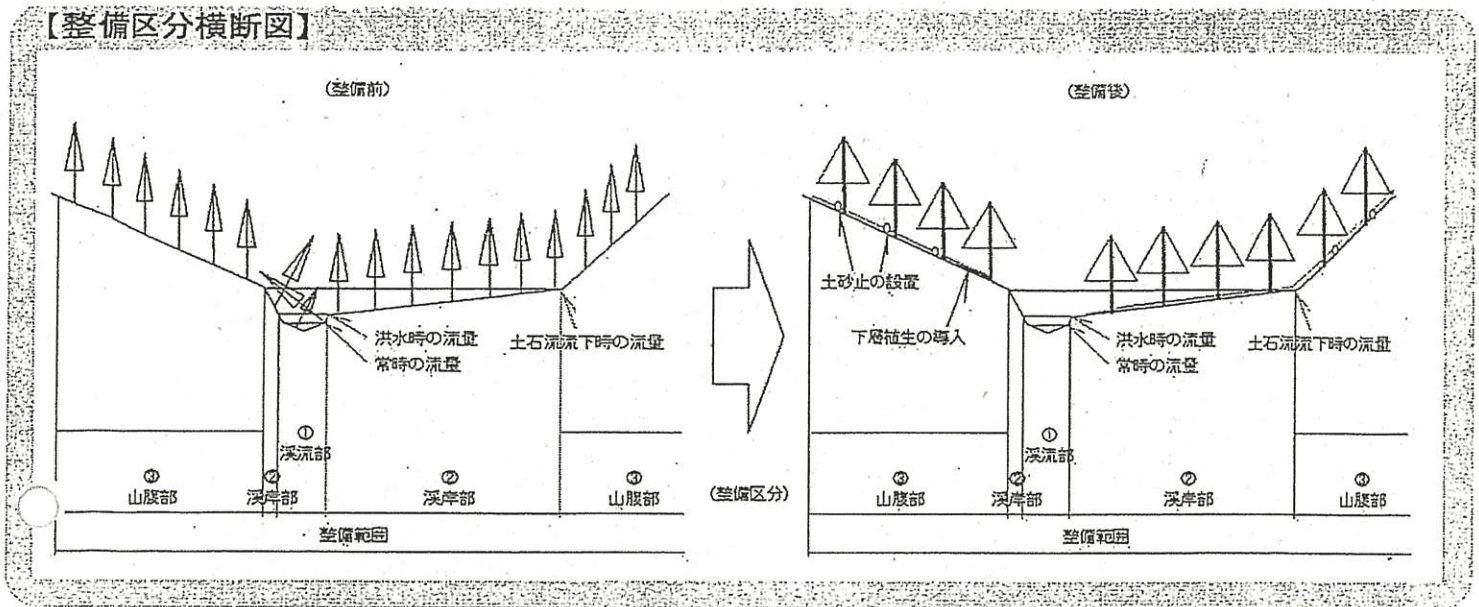 【整備区分横断図】
(整備前)
洪水時の流量
常時の流量
土石流流下時の流量
①
渓流部
③
山腹部
②
渓岸部
②
渓岸部
③
山腹部
整備範囲
(整備区分)
(整備後)
土砂止の設置
下層植生の導入
洪水時の流量
常時の流量
土石流流下時の流量
①
渓流部
③
山腹部
②
渓岸部
②
渓岸部
③
山腹部
整備範囲